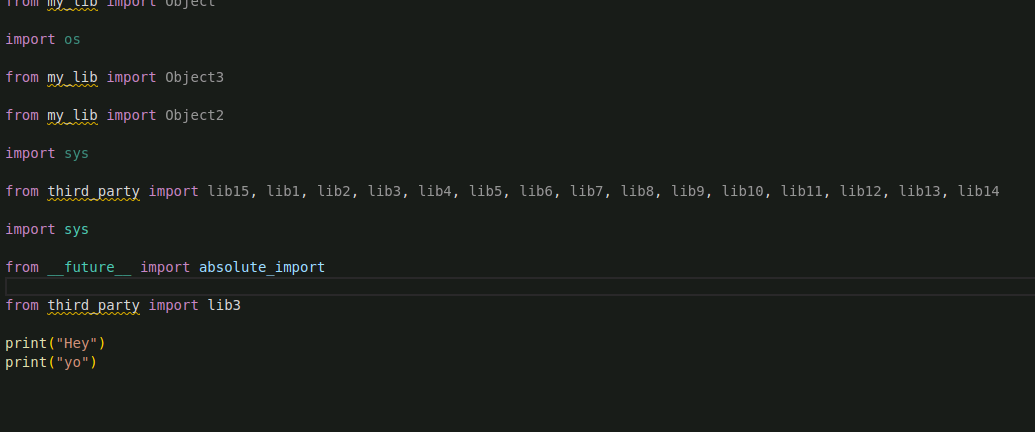 from my_lib import Object
import os
from my_lib import Object3
from my_lib import Object2
import sys
from third_party import lib15, lib1, lib2, lib3, lib4, lib5, lib6, lib7, lib8, lib9, lib10, lib11, lib12, lib13, lib14
import sys
from __future__ import absolute_import
from third_party import lib3
print("Hey")
print("yo")